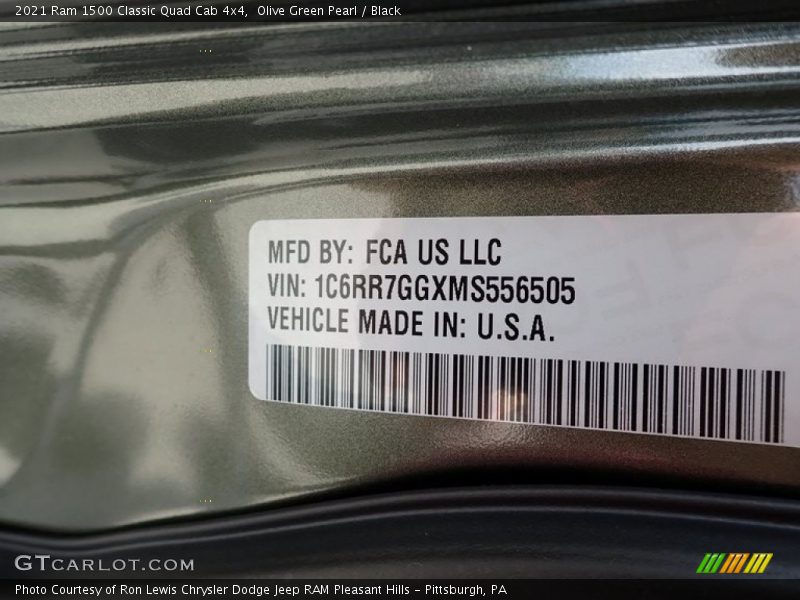 2021 Ram 1500 Classic Quad Cab 4x4, Olive Green Pearl / Black
MFD BY: FCA US LLC
VIN: 1C6RR7GGXMS556505
VEHICLE MADE IN: U.S.A.
GTCARLOT.COM
Photo Courtesy of Ron Lewis Chrysler Dodge Jeep RAM Pleasant Hills - Pittsburgh, PA